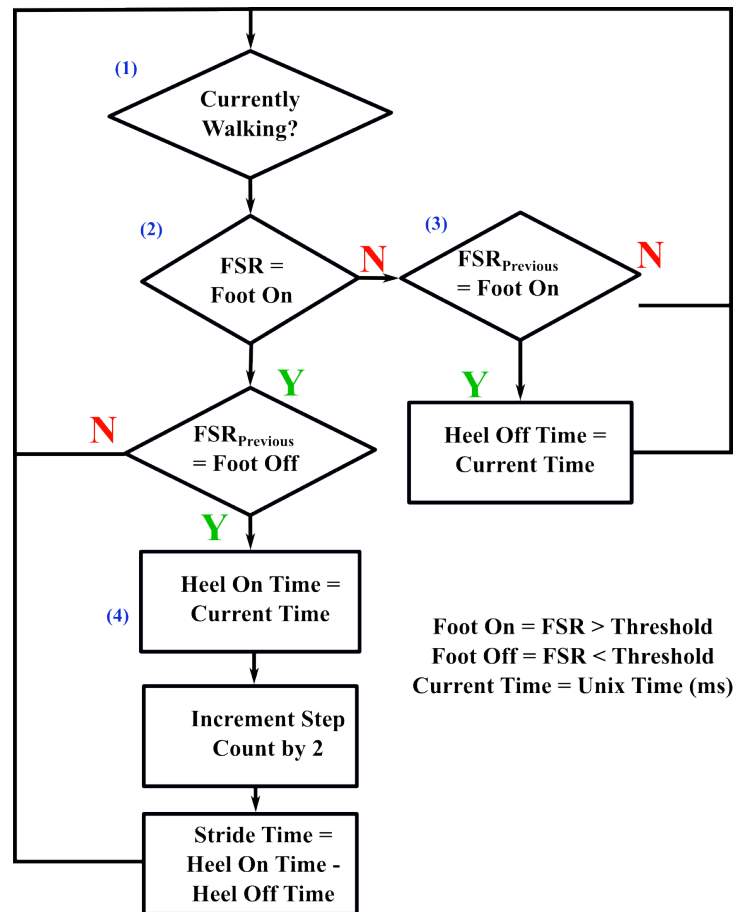 (1)
Currently
Walking?
(2)
FSR =
Foot On
N
(3)
FSRPrevious
= Foot On
N
Y
Y
Heel Off Time =
Current Time
N
FSRPrevious
= Foot Off
Y
(4)
Heel On Time =
Current Time
Foot On = FSR > Threshold
Foot Off = FSR < Threshold
Current Time = Unix Time (ms)
Increment Step
Count by 2
Stride Time =
Heel On Time -
Heel Off Time